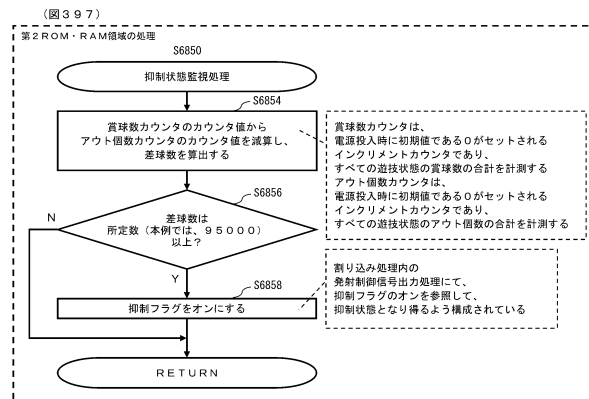 （図３９７）
第２ＲＯＭ・ＲＡＭ領域の処理
S6850
抑制状態監視処理
S6854
賞球数カウンタのカウンタ値から
アウト個数カウンタのカウンタ値を減算し、
差球数を算出する
賞球数カウンタは、
電源投入時に初期値である０がセットされる
インクリメントカウンタであり、
すべての遊技状態の賞球数の合計を計測する
アウト個数カウンタは、
電源投入時に初期値である０がセットされる
インクリメントカウンタであり、
すべての遊技状態のアウト個数の合計を計測する
S6856
差球数は
所定数（本例では、９５０００）
以上？
N
Y
S6858
抑制フラグをオンにする
割り込み処理内の
発射制御信号出力処理にて、
抑制フラグのオンを参照して、
抑制状態となり得るよう構成されている
ＲＥＴＵＲＮ